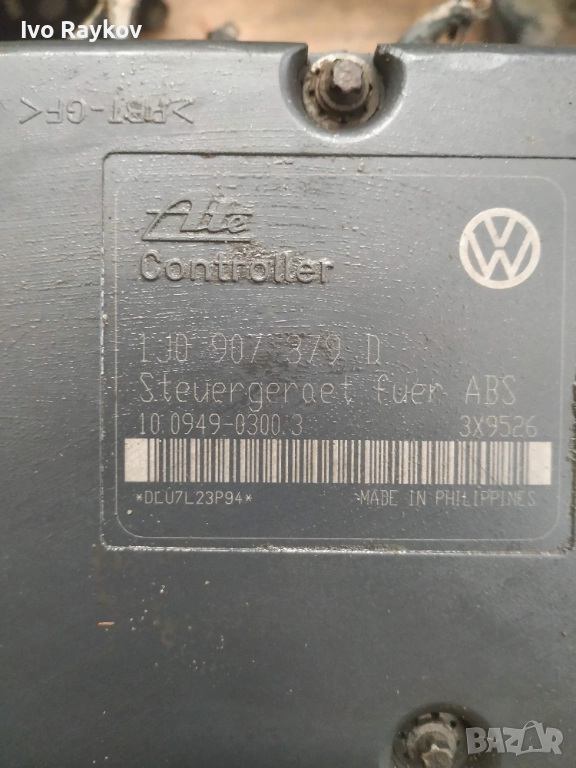 Ivo Raykov
>PBT-GF<
Ate
Controller
1J0 907 379 D
Steuergeraet fuer ABS
10.0949-0300.3 3X9526
*DLU7L23P94* MADE IN PHILIPPINES
BAZAR